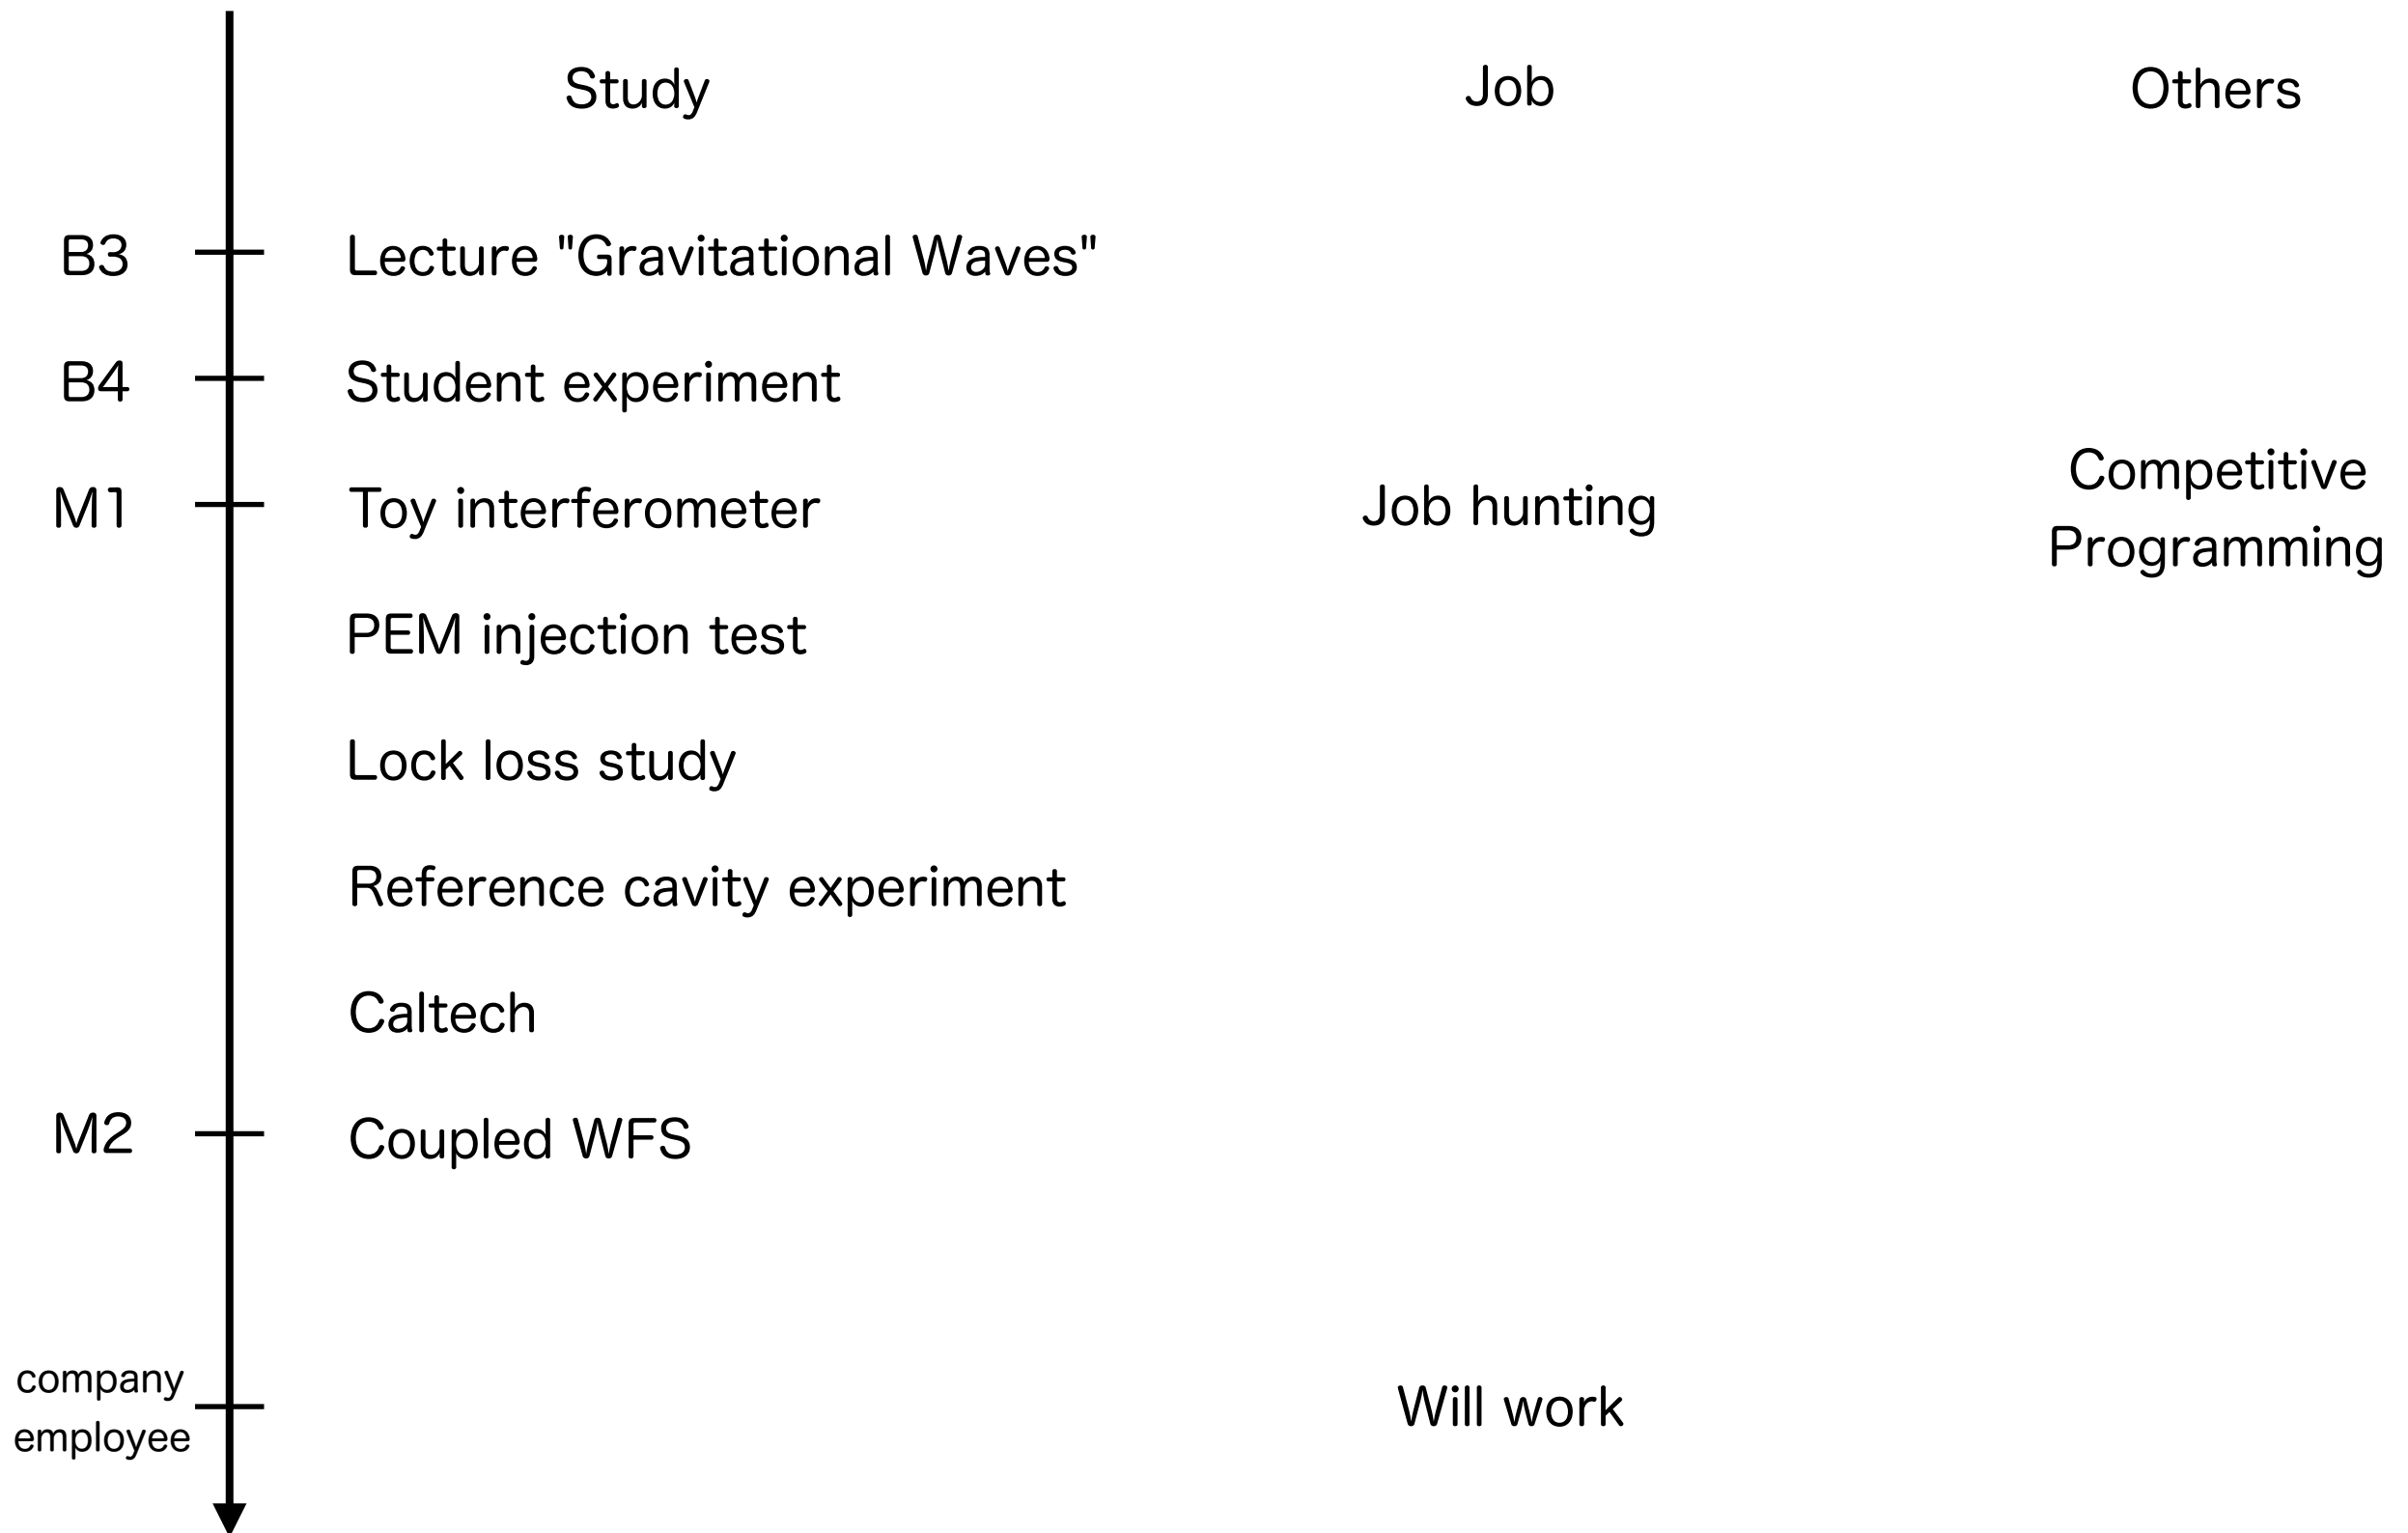 Study Job Others
B3 Lecture "Gravitational Waves"
B4 Student experiment
M1 Toy interferometer Job hunting Competitive
Programming
PEM injection test
Lock loss study
Reference cavity experiment
Caltech
M2 Coupled WFS
company
employee
Will work